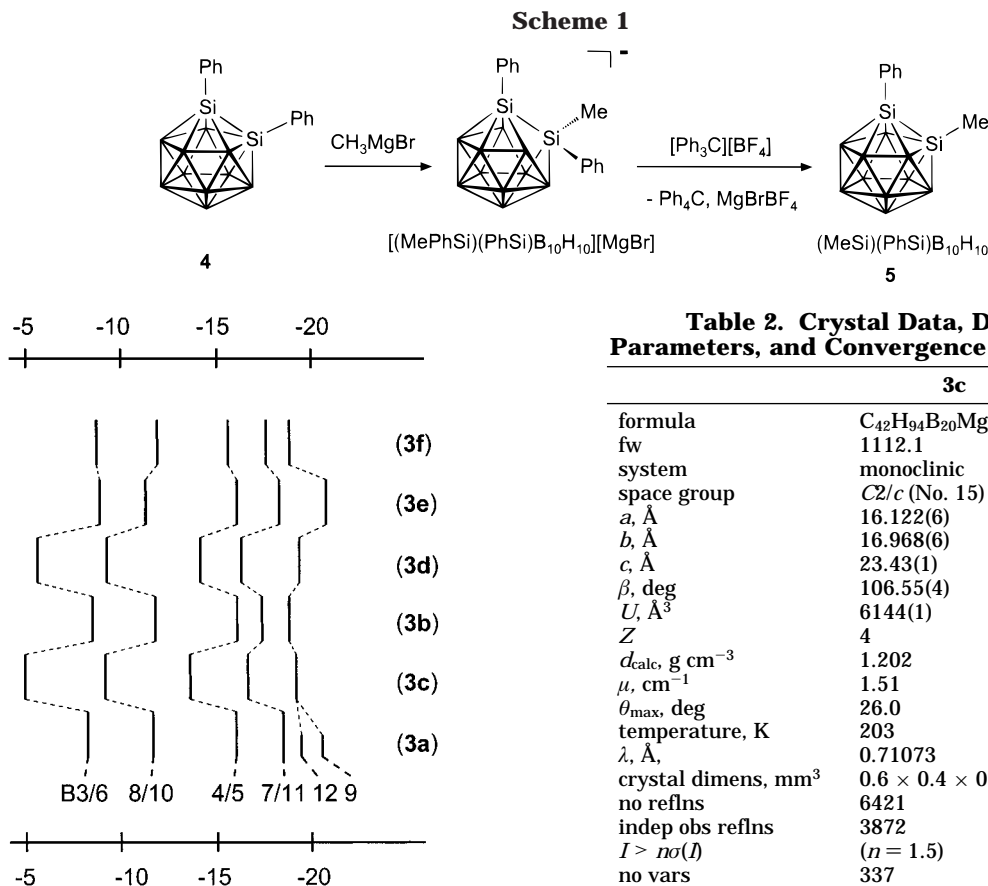 Scheme 1
Ph
Si
Si
Ph
4
CH₃MgBr
Ph
Si
Si
Me
Ph
-
[(MePhSi)(PhSi)B₁₀H₁₀][MgBr]
[Ph₃C][BF₄]
- Ph₄C, MgBrBF₄
Ph
Si
Si
Me
(MeSi)(PhSi)B₁₀H₁₀
5
-5 -10 -15 -20
(3f)
(3e)
(3d)
(3b)
(3c)
(3a)
B3/6 8/10 4/5 7/11 12 9
-5 -10 -15 -20
Table 2. Crystal Data, D
Parameters, and Convergence
3c
formula C₄₂H₉₄B₂₀Mg
fw 1112.1
system monoclinic
space group C2/c (No. 15)
a, Å 16.122(6)
b, Å 16.968(6)
c, Å 23.43(1)
β, deg 106.55(4)
U, Å³ 6144(1)
Z 4
d_calc, g cm⁻³ 1.202
μ, cm⁻¹ 1.51
θ_max, deg 26.0
temperature, K 203
λ, Å, 0.71073
crystal dimens, mm³ 0.6 × 0.4 × 0
no reflns 6421
indep obs reflns 3872
I > nσ(I) (n = 1.5)
no vars 337